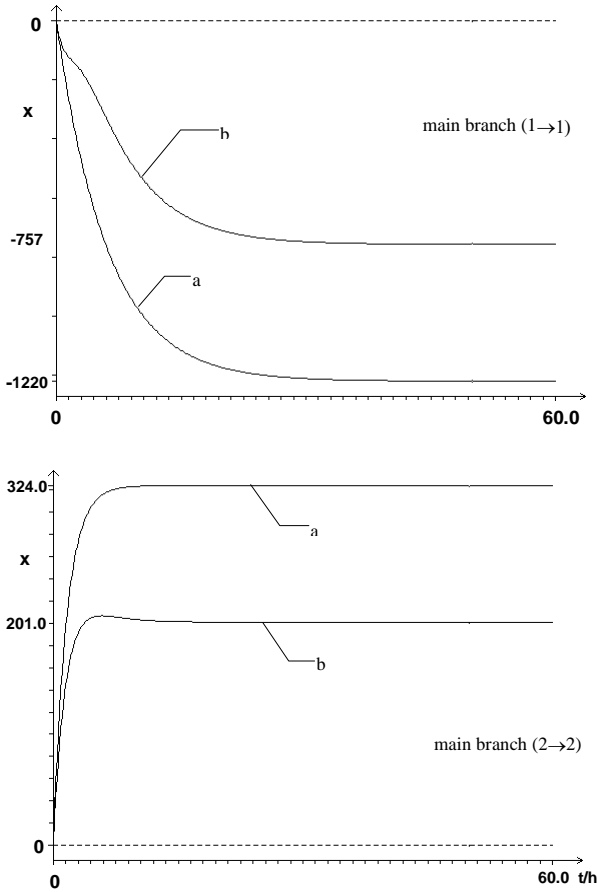 0
x
b
main branch (1→1)
-757
a
-1220
0
60.0
324.0
a
x
201.0
b
main branch (2→2)
0
0
60.0 t/h